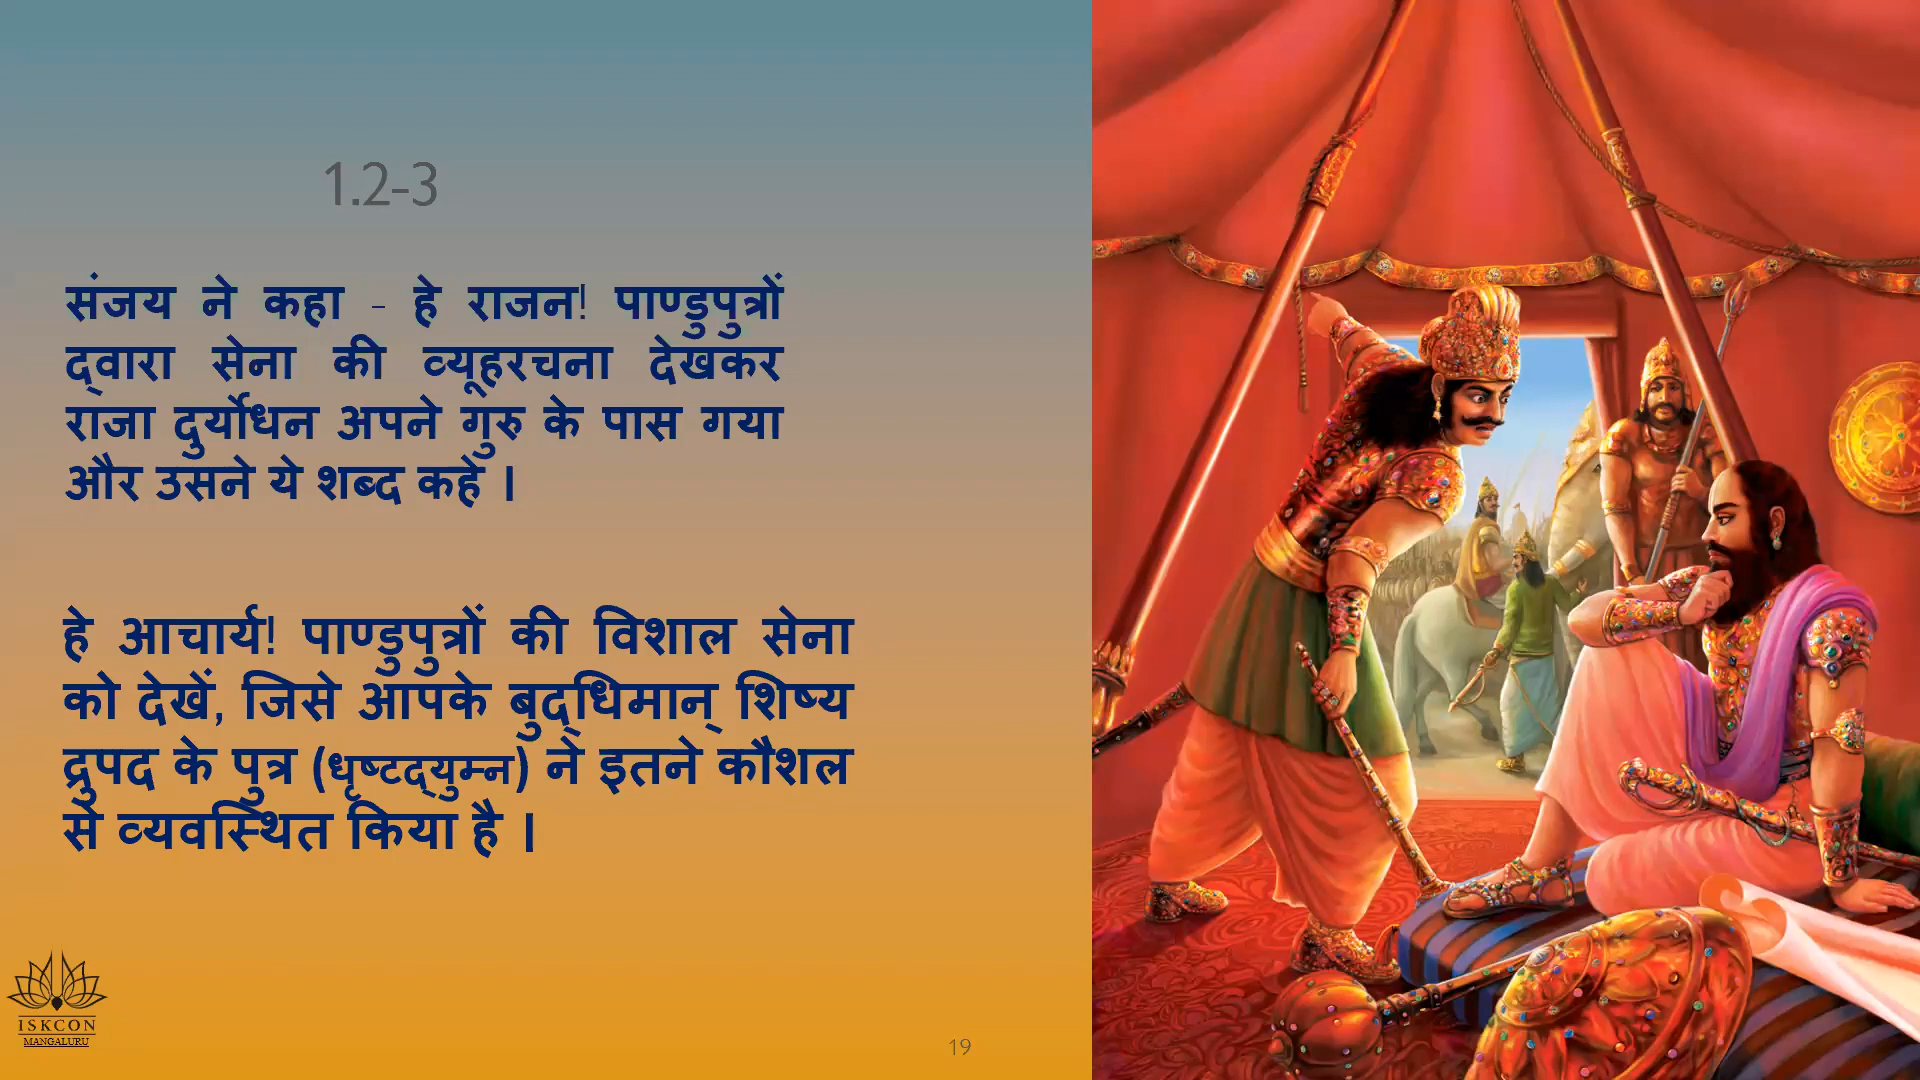 1.2-3
संजय ने कहा - हे राजन! पाण्डुपुत्रों
द्वारा सेना की व्यूहरचना देखकर
राजा दुर्योधन अपने गुरु के पास गया
और उसने ये शब्द कहे ।
हे आचार्य! पाण्डुपुत्रों की विशाल सेना
को देखें, जिसे आपके बुद्धिमान् शिष्य
द्रुपद के पुत्र (धृष्टद्युम्न) ने इतने कौशल
से व्यवस्थित किया है ।
ISKCON
MANGALURU
19